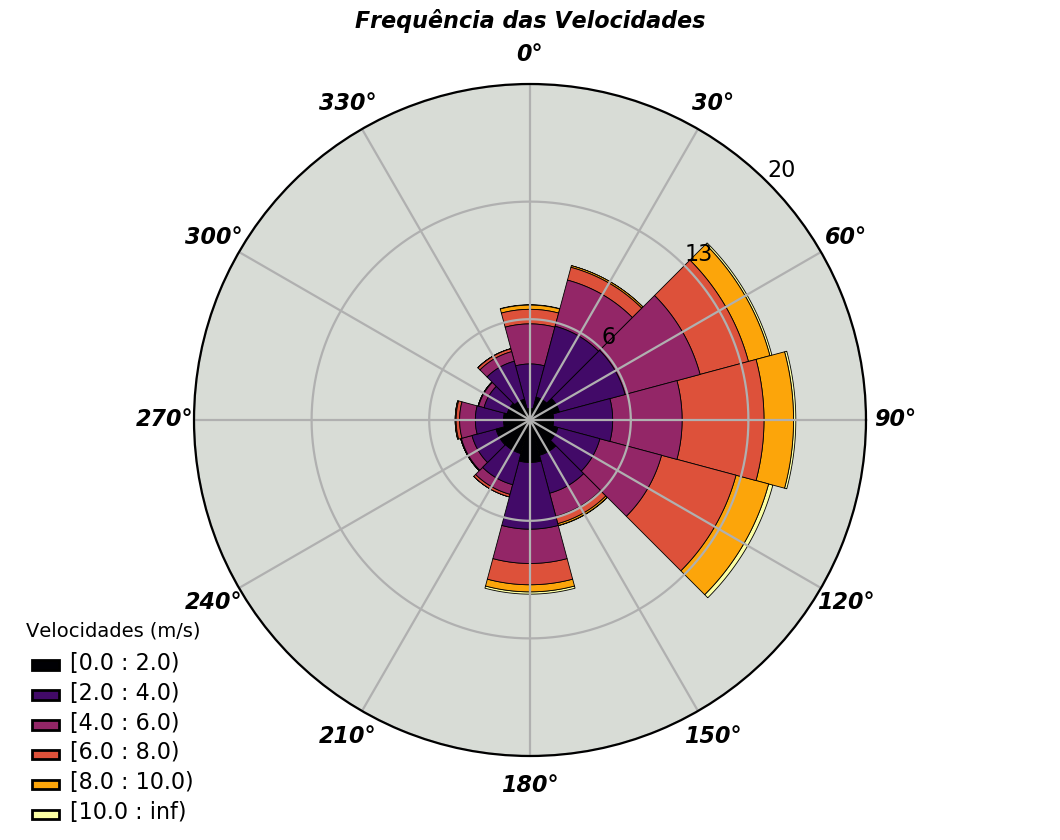 Frequência das Velocidades
0°
330°
30°
20
300°
60°
13
6
270°
90°
240°
120°
210°
150°
180°
Velocidades (m/s)
[0.0 : 2.0)
[2.0 : 4.0)
[4.0 : 6.0)
[6.0 : 8.0)
[8.0 : 10.0)
[10.0 : inf)